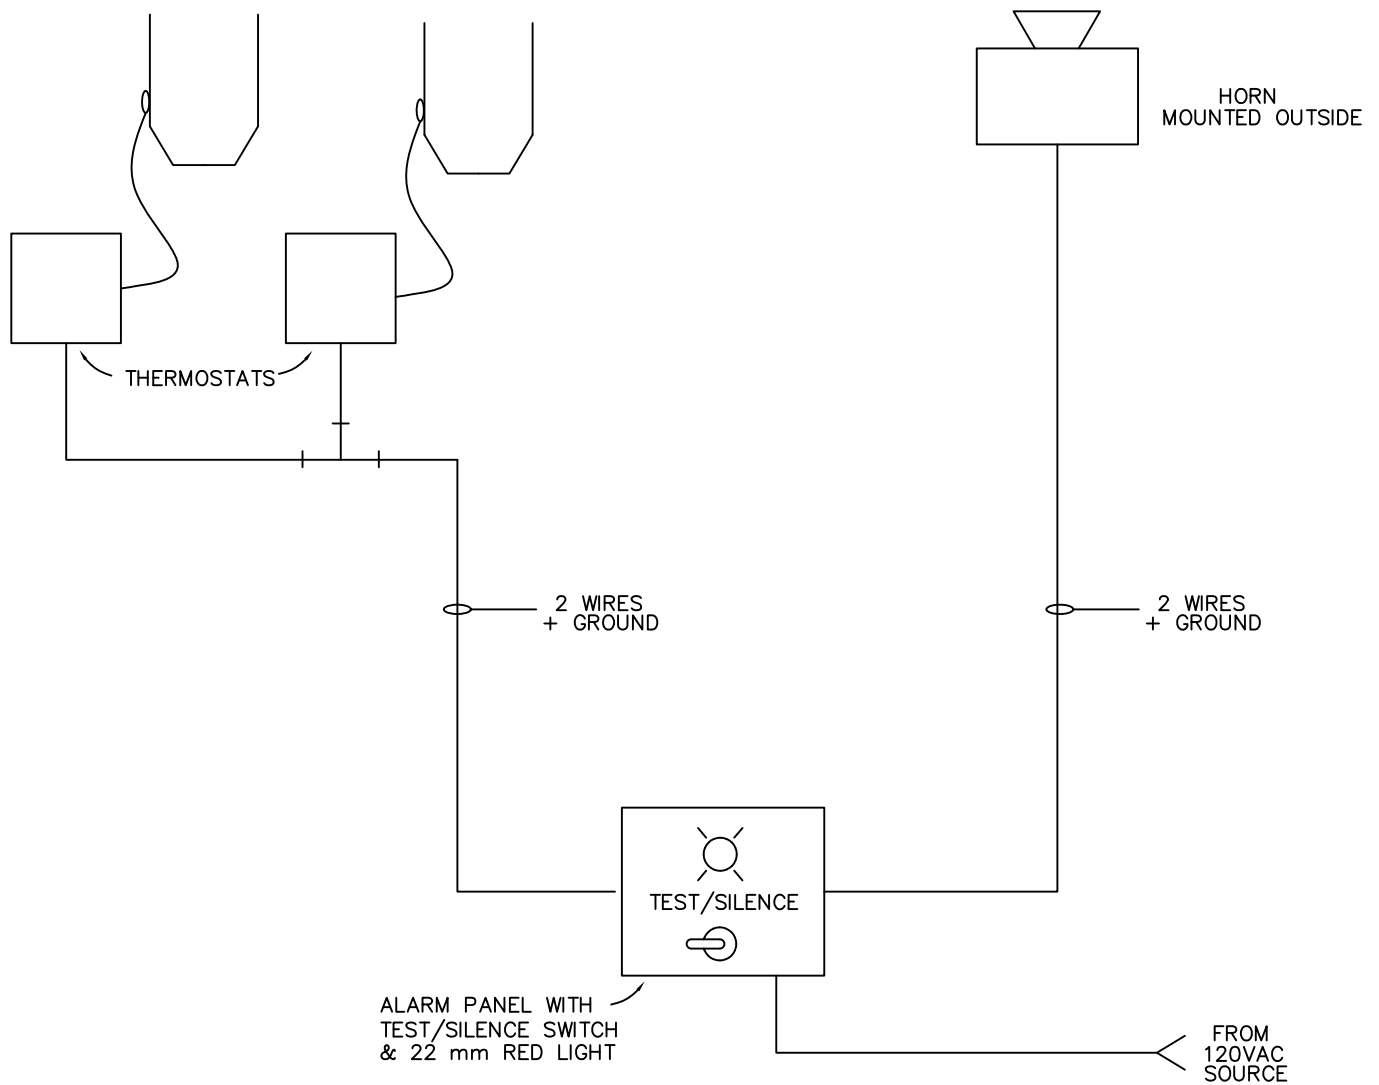 HORN
MOUNTED OUTSIDE
THERMOSTATS
2 WIRES
+ GROUND
2 WIRES
+ GROUND
TEST/SILENCE
ALARM PANEL WITH
TEST/SILENCE SWITCH
& 22 mm RED LIGHT
FROM
120VAC
SOURCE